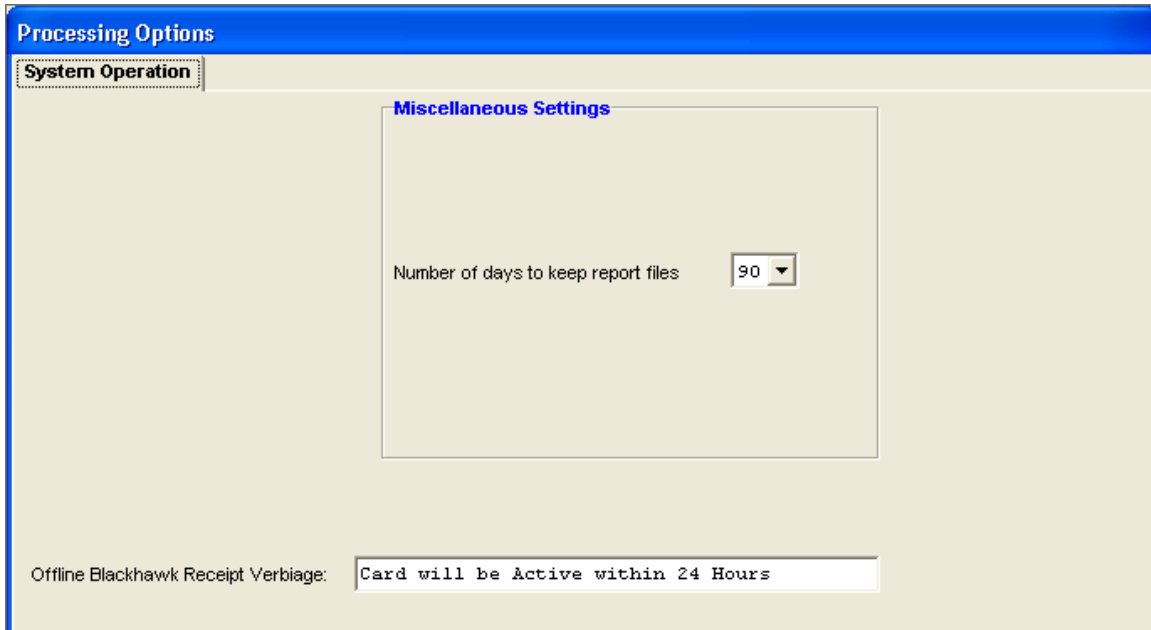 Processing Options
System Operation
Miscellaneous Settings
Number of days to keep report files 90
Offline Blackhawk Receipt Verbiage: Card will be Active within 24 Hours